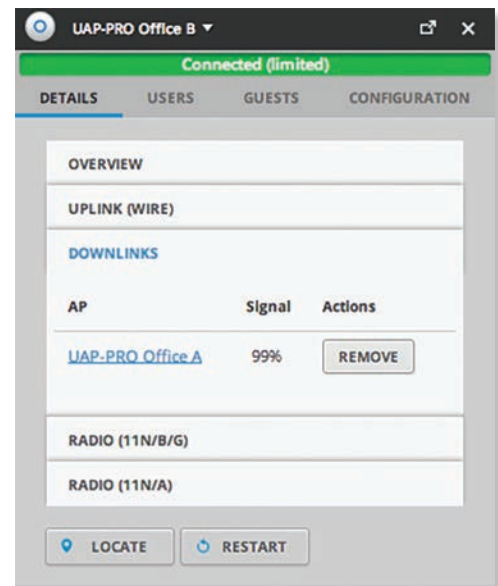 UAP-PRO Office B
Connected (limited)
DETAILS USERS GUESTS CONFIGURATION
OVERVIEW
UPLINK (WIRE)
DOWNLINKS
AP Signal Actions
UAP-PRO Office A 99% REMOVE
RADIO (11N/B/G)
RADIO (11N/A)
LOCATE RESTART